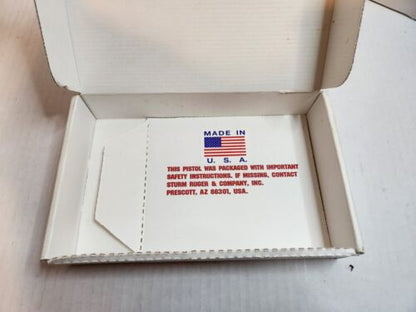 MADE IN
U. S. A.
THIS PISTOL WAS PACKAGED WITH IMPORTANT
SAFETY INSTRUCTIONS. IF MISSING, CONTACT
STURM RUGER & COMPANY, INC.
PRESCOTT, AZ 86301, USA.